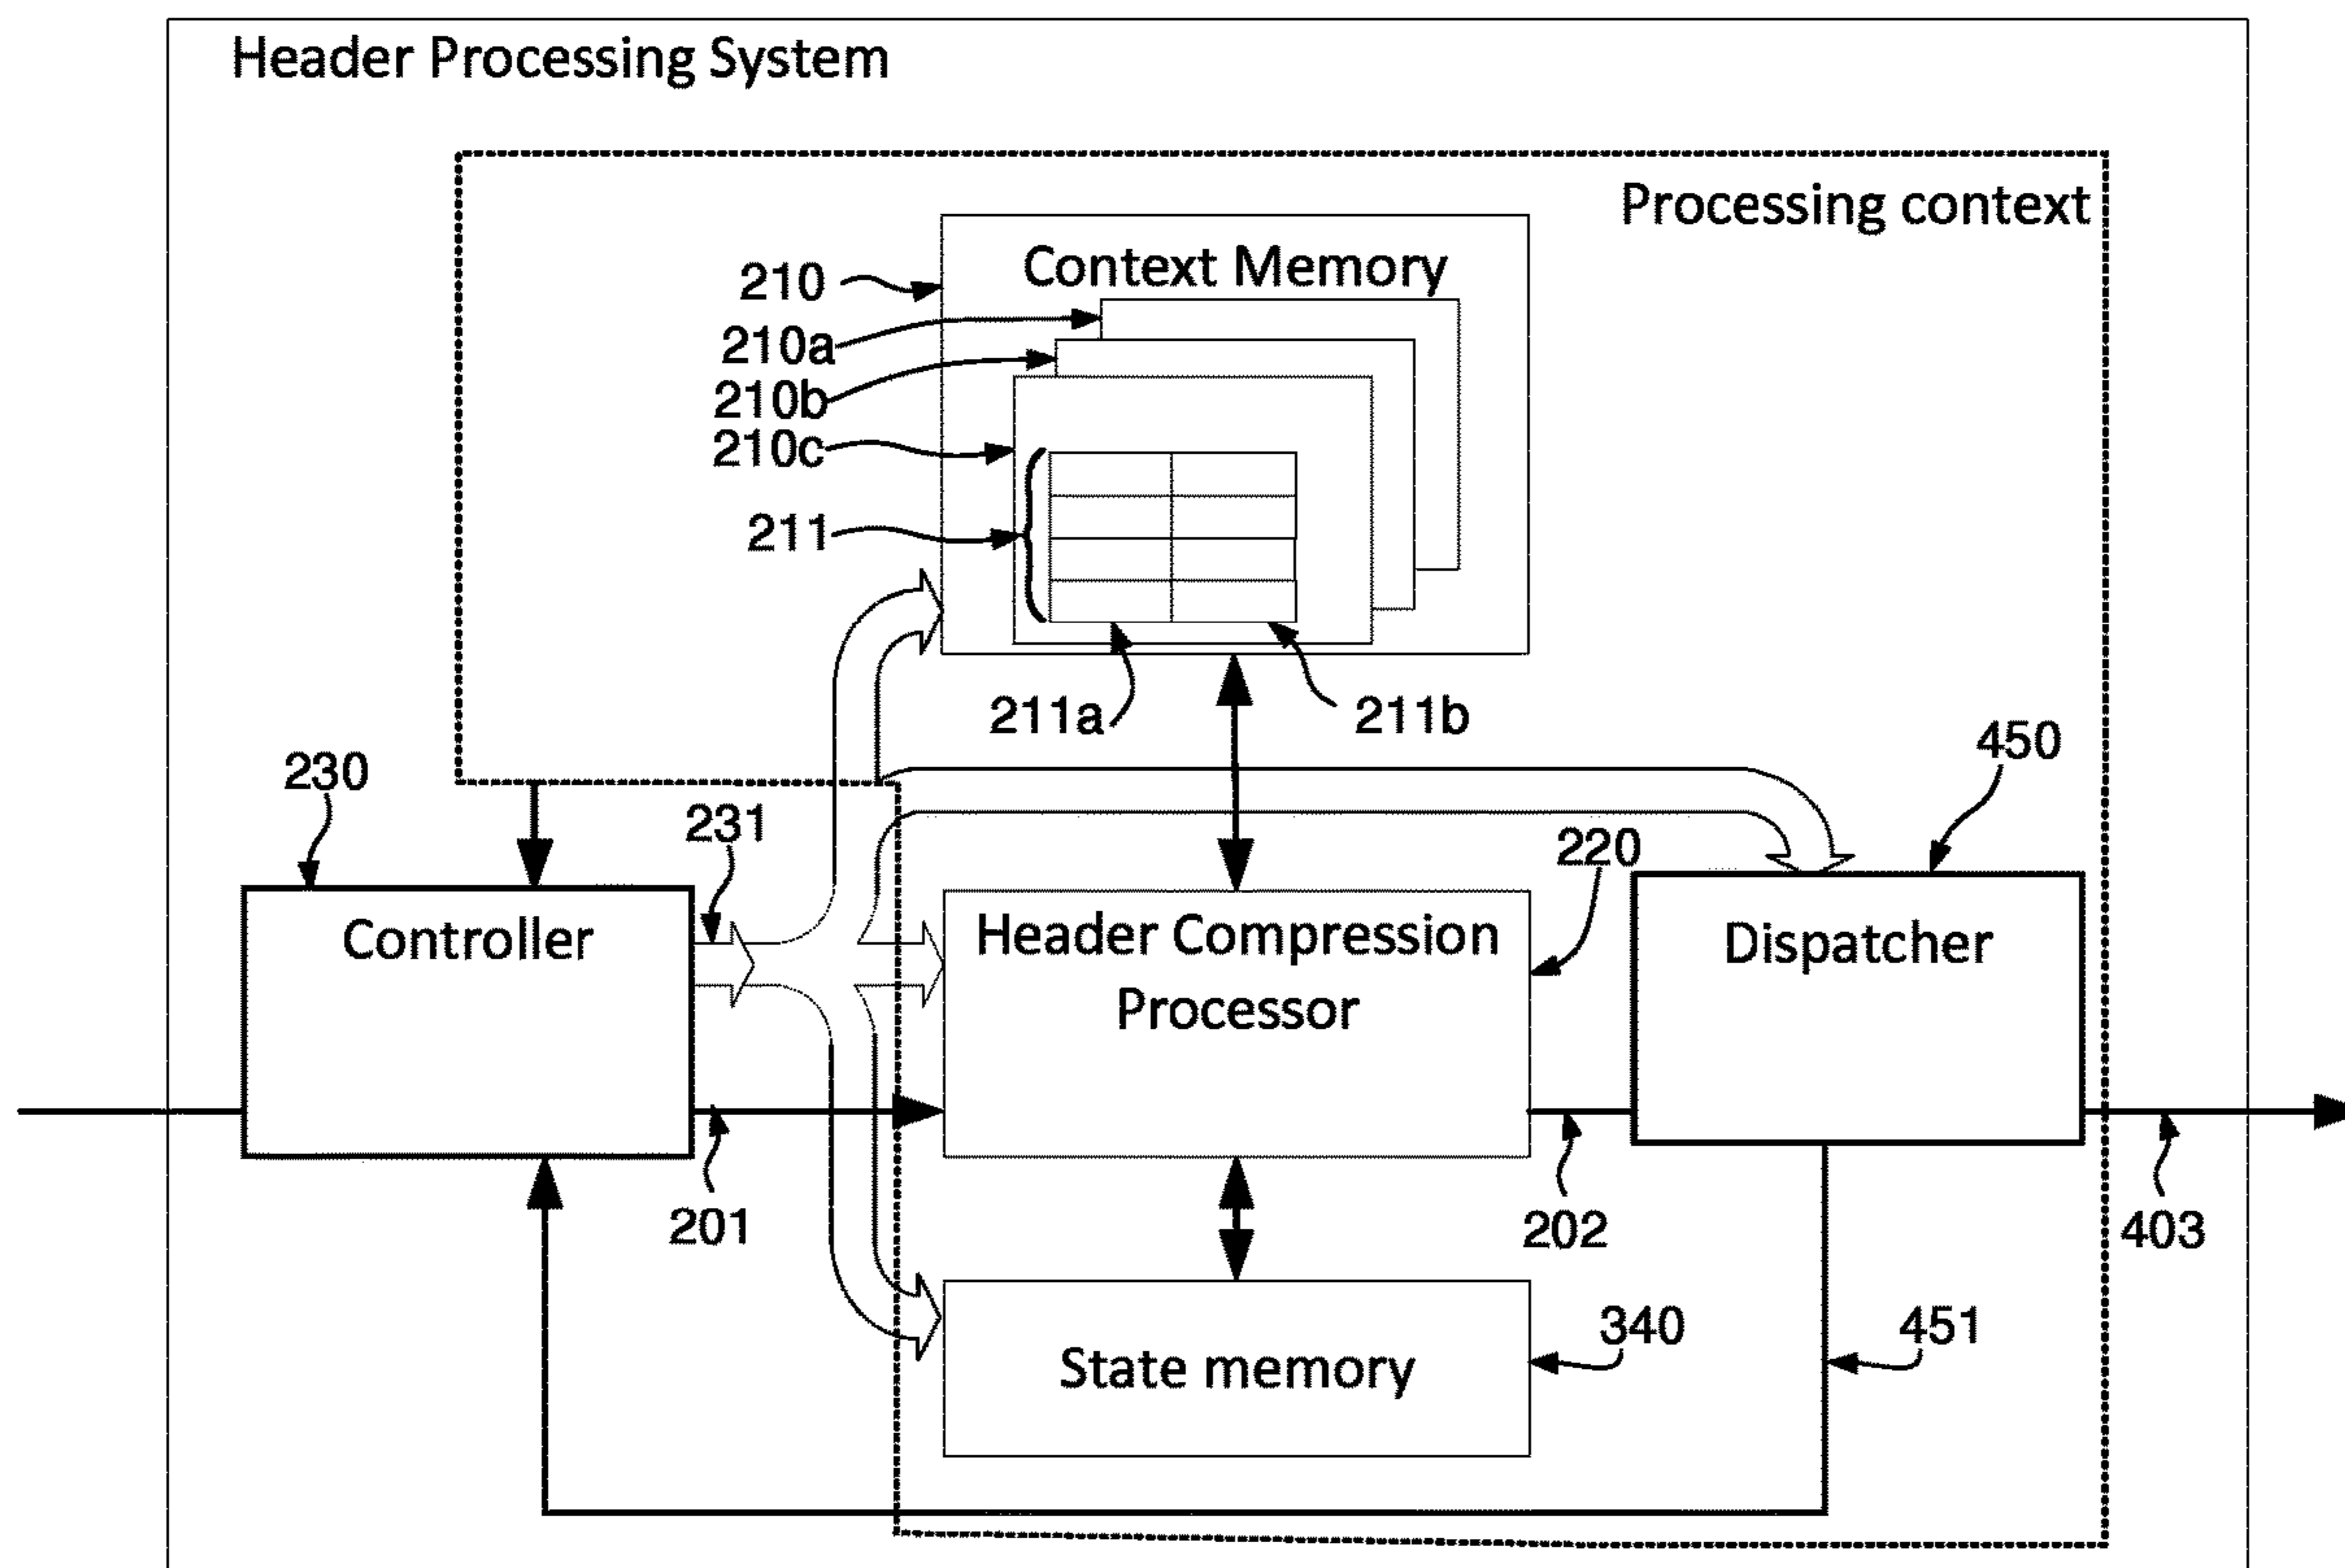 Header Processing System
Processing context
Context Memory
210
210a
210b
210c
211
211a
211b
450
230
231
220
Controller
Header Compression
Processor
Dispatcher
201
202
403
340
451
State memory